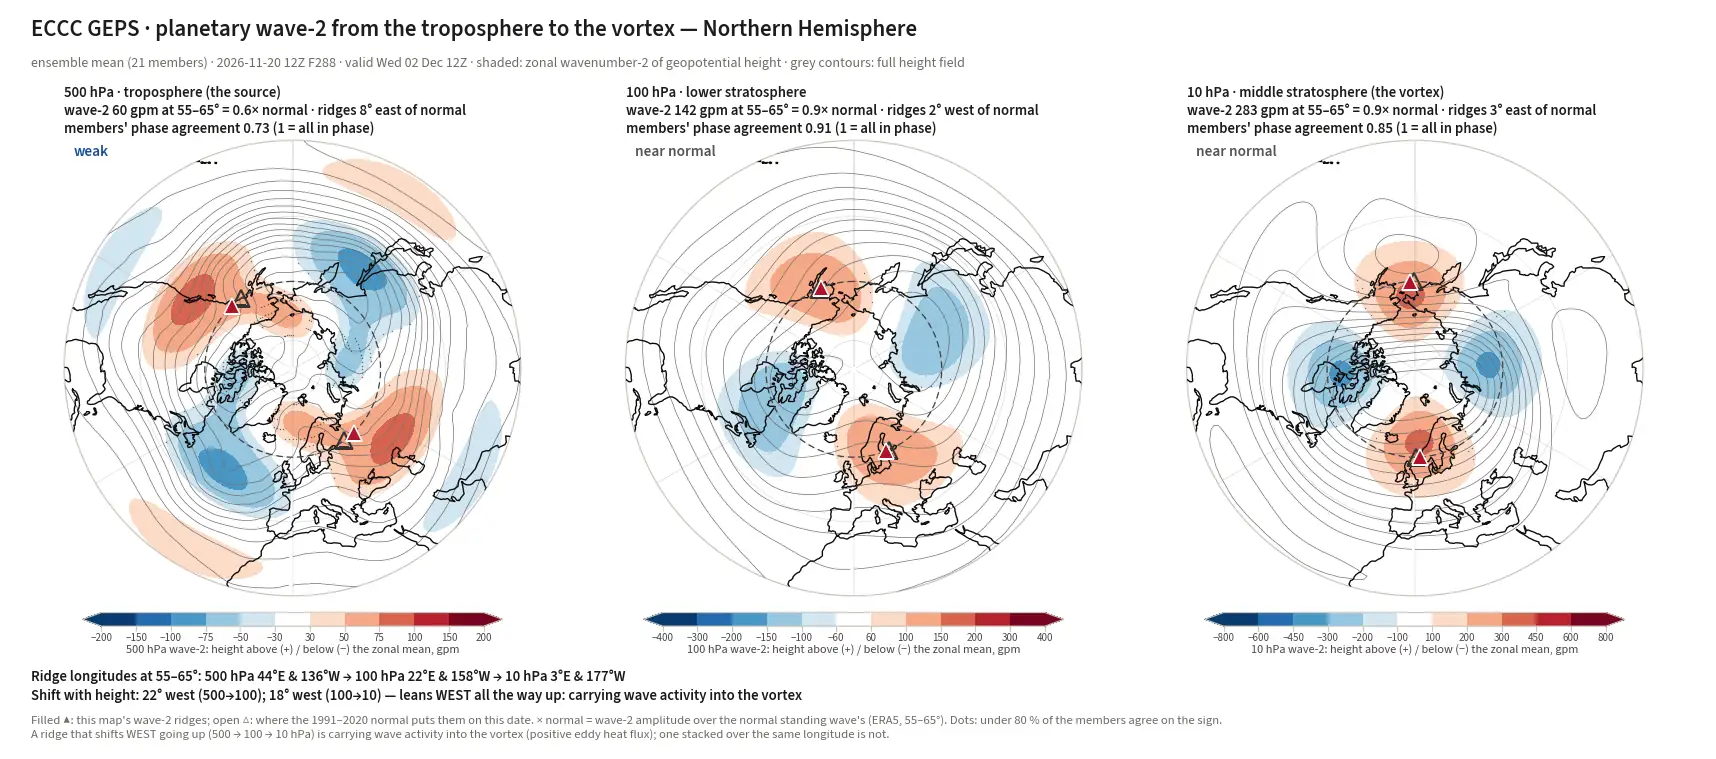 ECCC GEPS · planetary wave-2 from the troposphere to the vortex — Northern Hemisphere
ensemble mean (21 members) · 2026-11-20 12Z F288 · valid Wed 02 Dec 12Z · shaded: zonal wavenumber-2 of geopotential height · grey contours: full height field
500 hPa · troposphere (the source)
wave-2 60 gpm at 55–65° = 0.6× normal · ridges 8° east of normal
members' phase agreement 0.73 (1 = all in phase)
weak
100 hPa · lower stratosphere
wave-2 142 gpm at 55–65° = 0.9× normal · ridges 2° west of normal
members' phase agreement 0.91 (1 = all in phase)
near normal
10 hPa · middle stratosphere (the vortex)
wave-2 283 gpm at 55–65° = 0.9× normal · ridges 3° east of normal
members' phase agreement 0.85 (1 = all in phase)
near normal
−200 −150 −100 −75 −50 −30 30 50 75 100 150 200
500 hPa wave-2: height above (+) / below (−) the zonal mean, gpm
−400 −300 −200 −150 −100 −60 60 100 150 200 300 400
100 hPa wave-2: height above (+) / below (−) the zonal mean, gpm
−800 −600 −450 −300 −200 −100 100 200 300 450 600 800
10 hPa wave-2: height above (+) / below (−) the zonal mean, gpm
Ridge longitudes at 55–65°: 500 hPa 44°E & 136°W → 100 hPa 22°E & 158°W → 10 hPa 3°E & 177°W
Shift with height: 22° west (500→100); 18° west (100→10) — leans WEST all the way up: carrying wave activity into the vortex
Filled ▲: this map's wave-2 ridges; open △: where the 1991–2020 normal puts them on this date. × normal = wave-2 amplitude over the normal standing wave's (ERA5, 55–65°). Dots: under 80 % of the members agree on the sign.
A ridge that shifts WEST going up (500 → 100 → 10 hPa) is carrying wave activity into the vortex (positive eddy heat flux); one stacked over the same longitude is not.